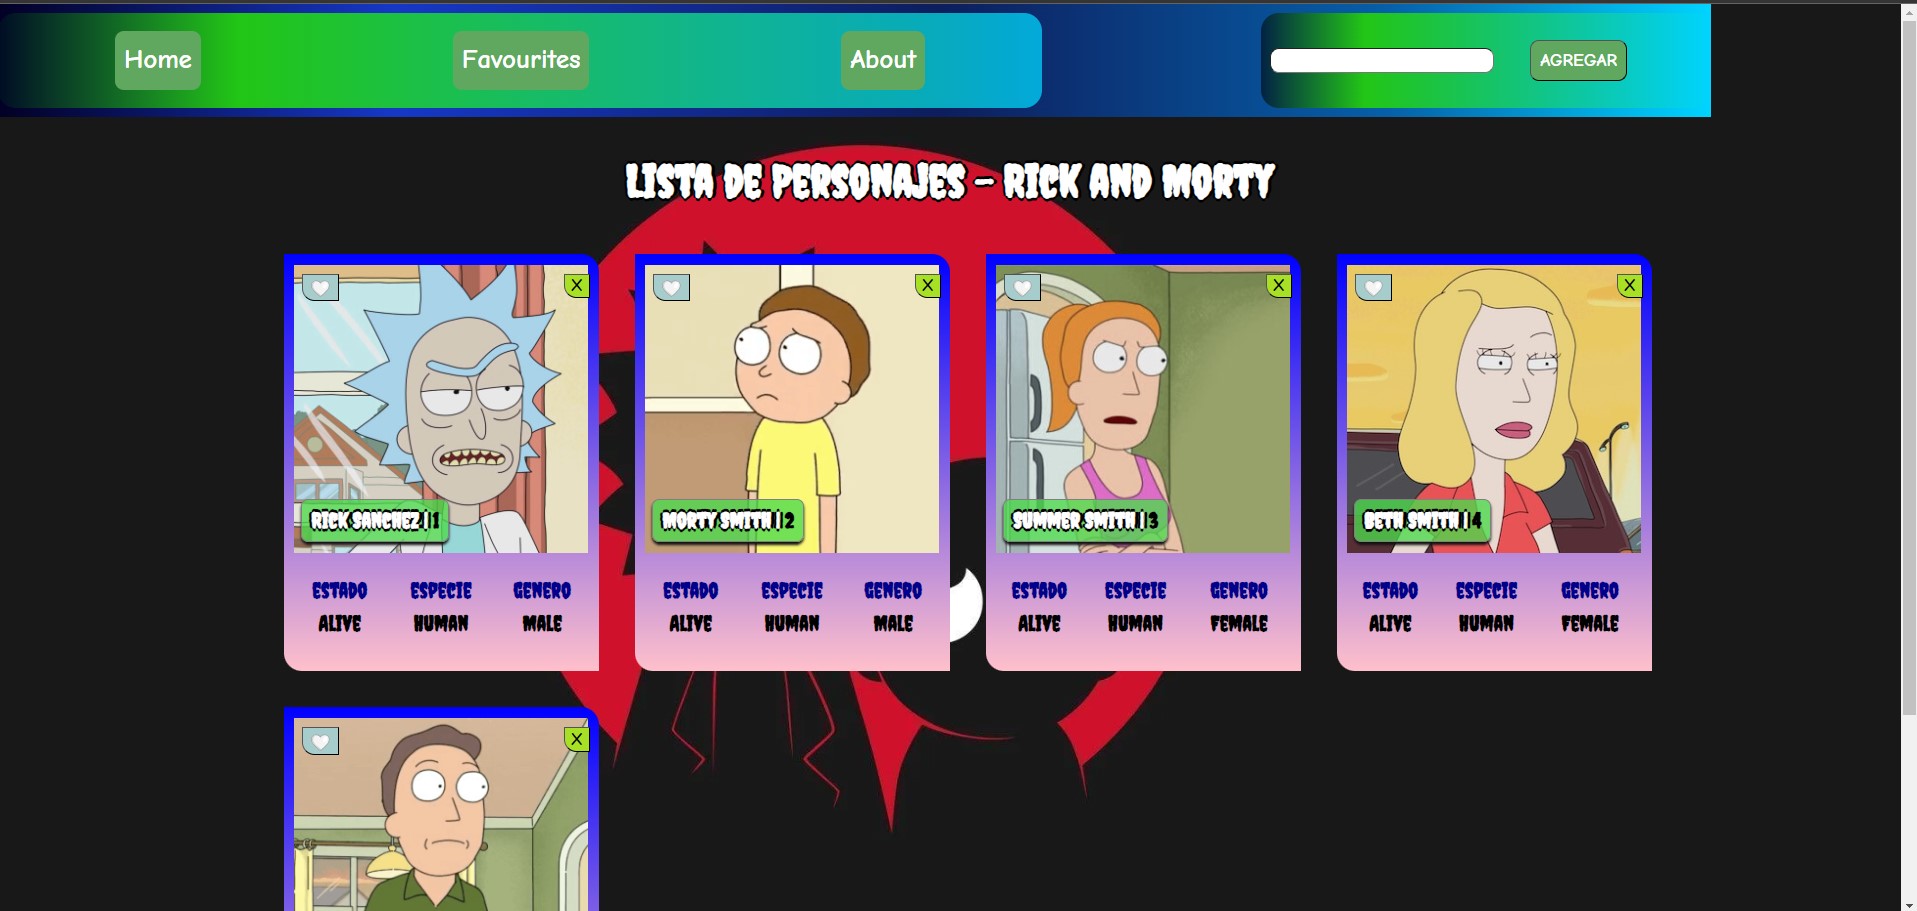 Home Favourites About AGREGAR
LISTA DE PERSONAJES - RICK AND MORTY
X X X X
RICK SANCHEZ | 1 MORTY SMITH | 2 SUMMER SMITH | 3 BETH SMITH | 4
ESTADO ESPECIE GENERO ESTADO ESPECIE GENERO ESTADO ESPECIE GENERO ESTADO ESPECIE GENERO
ALIVE HUMAN MALE ALIVE HUMAN MALE ALIVE HUMAN FEMALE ALIVE HUMAN FEMALE
X